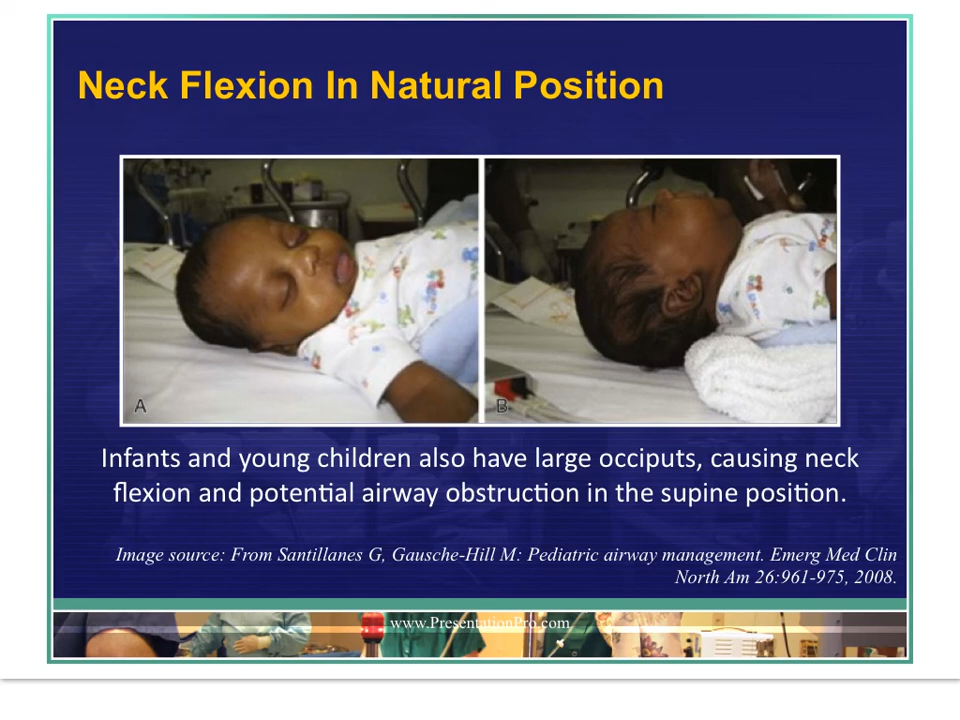 Neck Flexion In Natural Position
A
B
Infants and young children also have large occiputs, causing neck
flexion and potential airway obstruction in the supine position.
Image source: From Santillanes G, Gausche-Hill M: Pediatric airway management. Emerg Med Clin
North Am 26:961-975, 2008.
www.PresentationPro.com